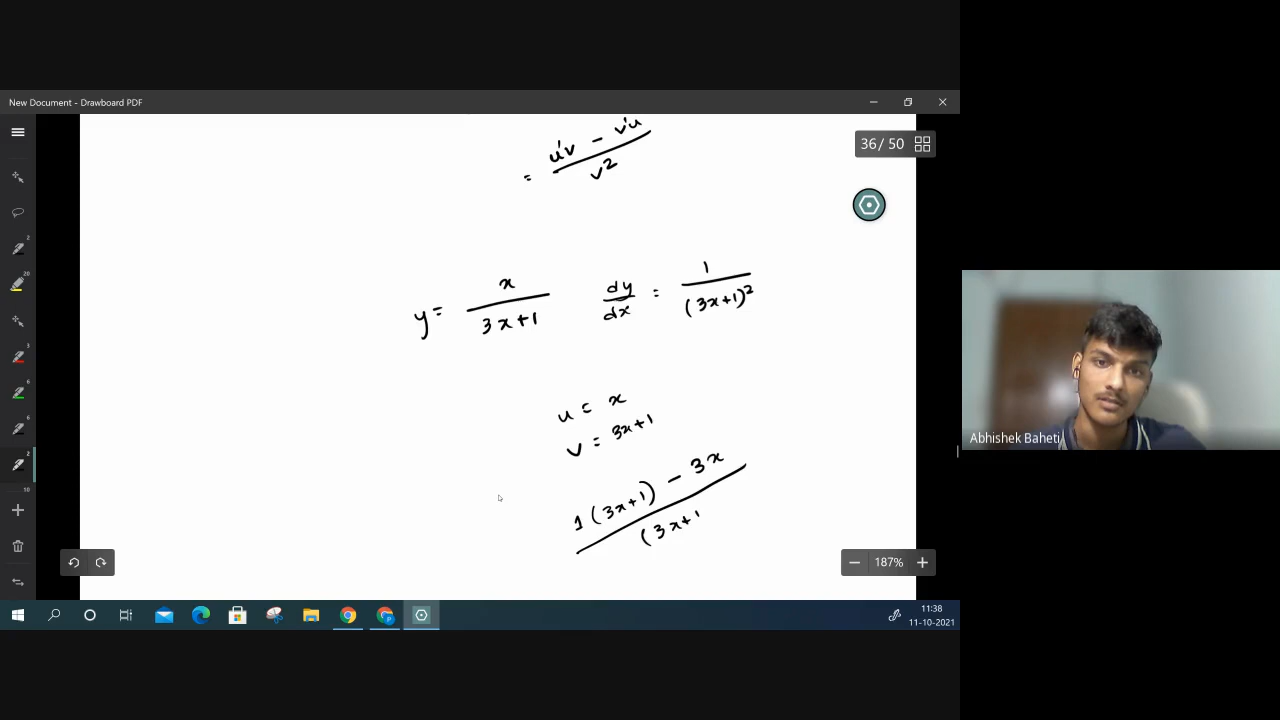 New Document - Drawboard PDF
36 / 50
= u'v - v'u / v²
y = x / 3x+1 dy/dx = 1 / (3x+1)²
u = x
v = 3x+1
1(3x+1) - 3x / (3x+1
Abhishek Baheti
187%
11:38
11-10-2021